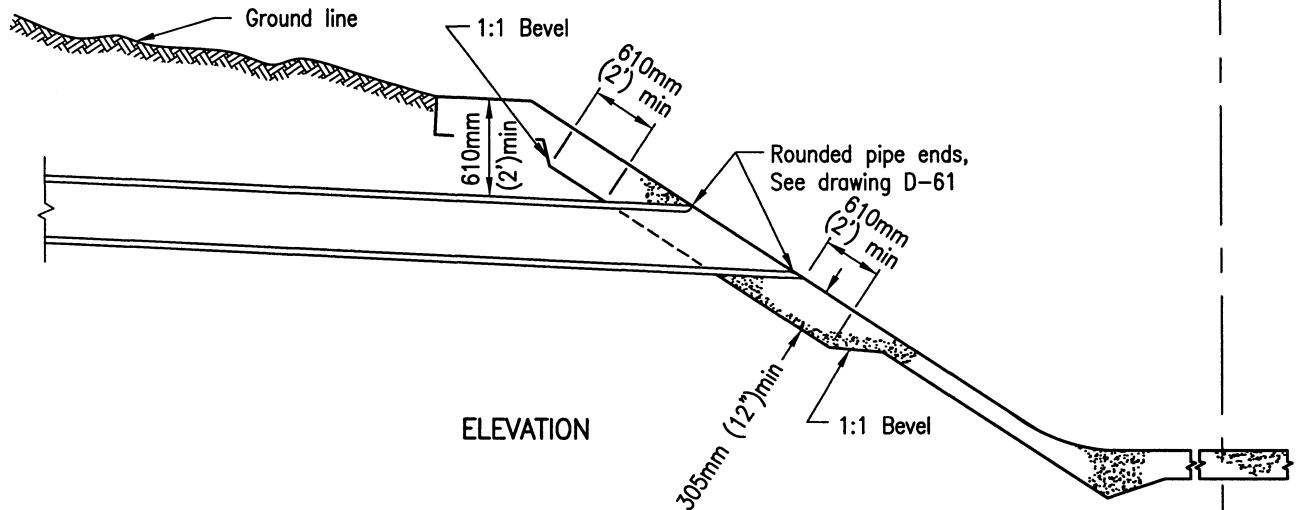 Ground line
1:1 Bevel
610mm
(2') min
610mm
(2')min
Rounded pipe ends,
See drawing D-61
610mm
(2') min
305mm (12")min
1:1 Bevel
ELEVATION